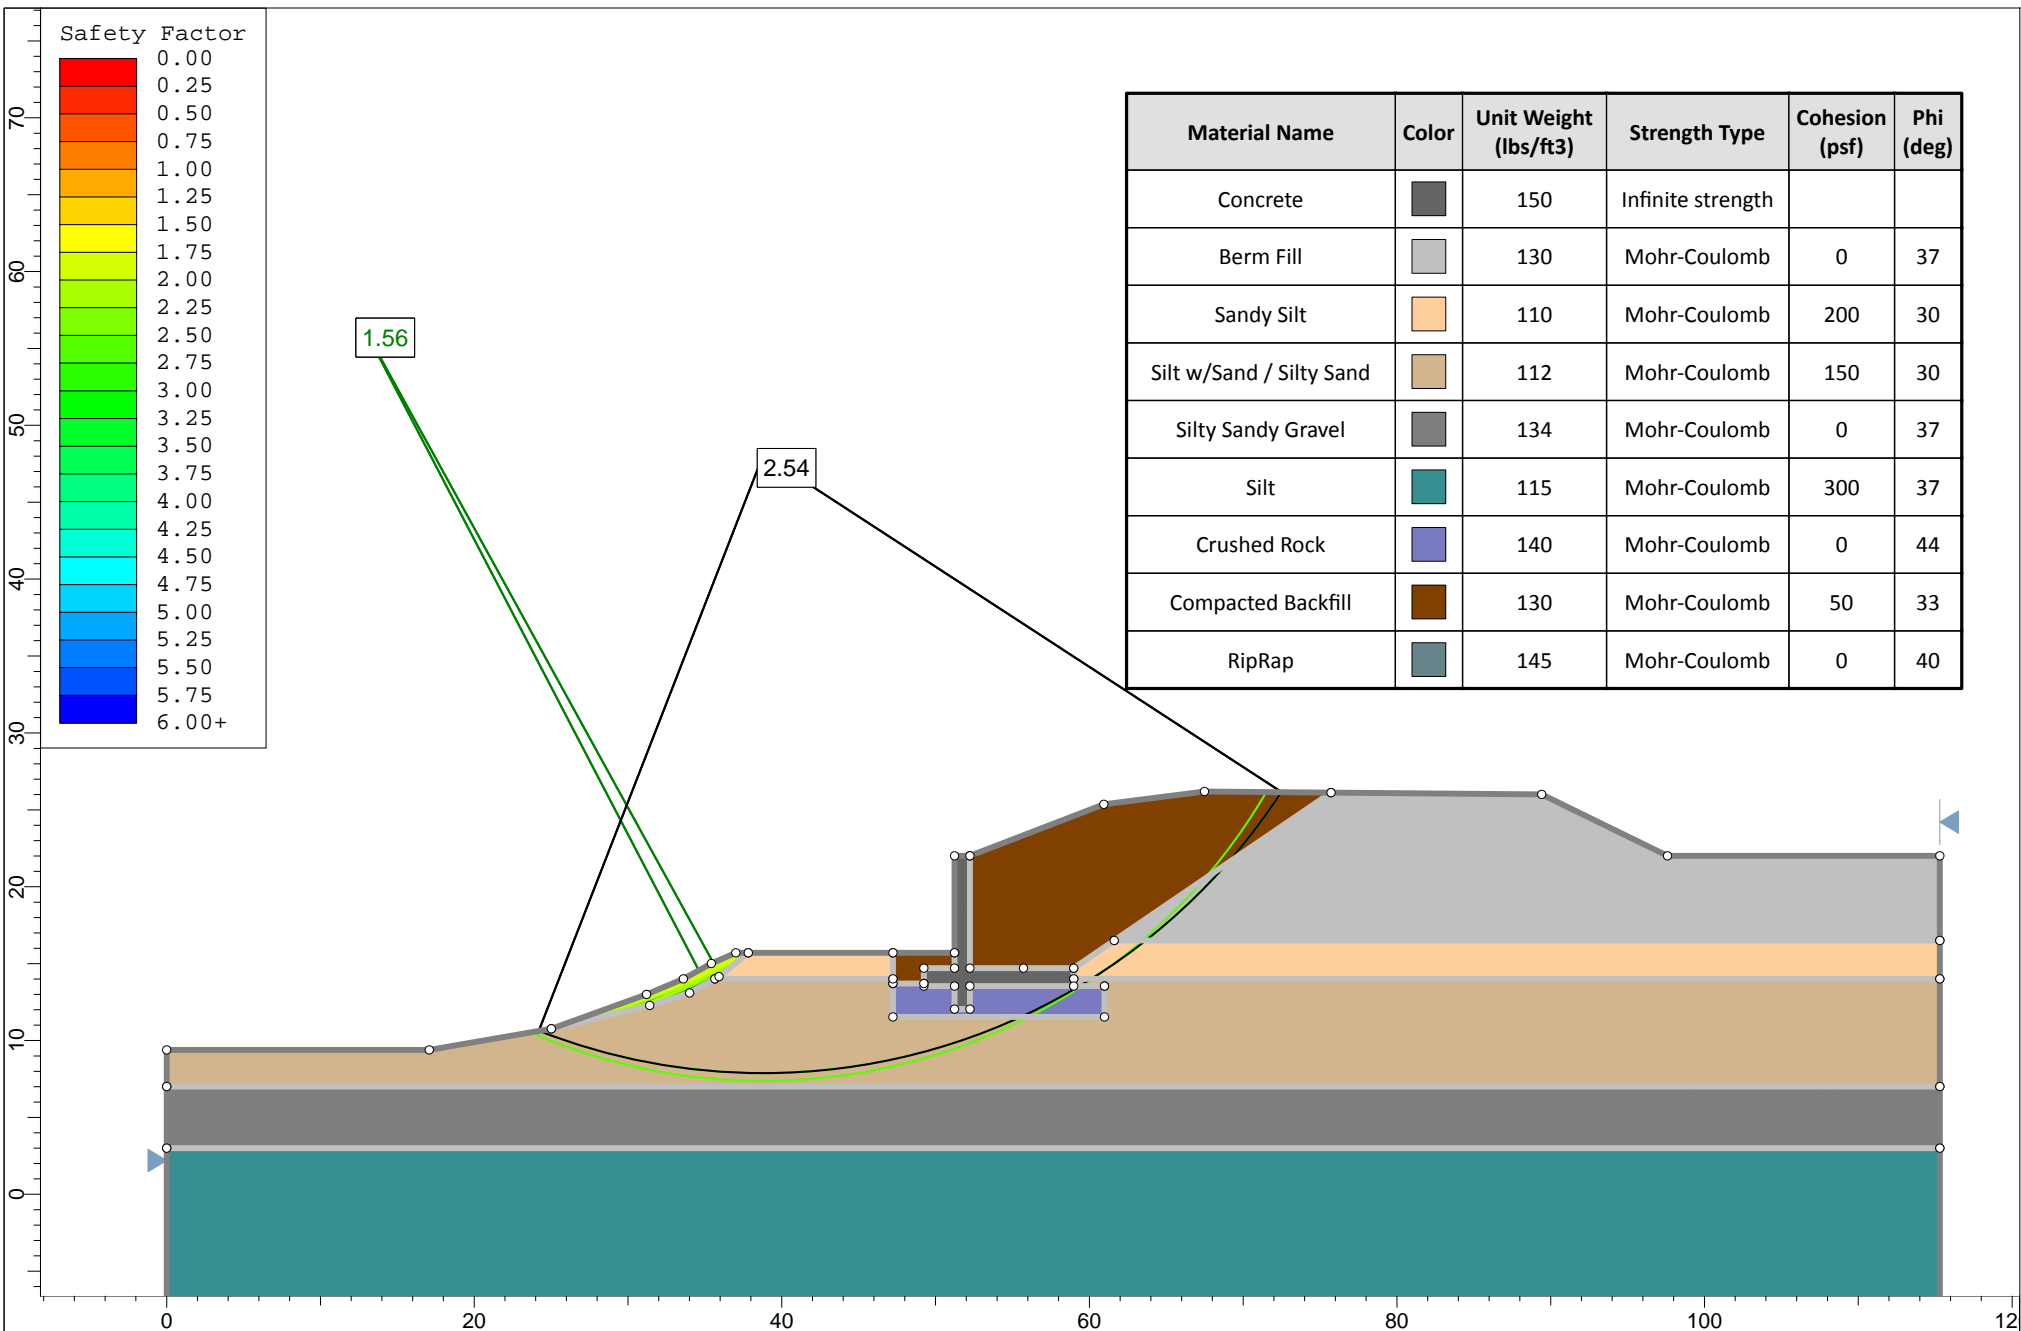 Safety Factor
0.00
0.25
0.50
0.75
1.00
1.25
1.50
1.75
2.00
2.25
2.50
2.75
3.00
3.25
3.50
3.75
4.00
4.25
4.50
4.75
5.00
5.25
5.50
5.75
6.00+
70
60
50
40
30
20
10
0
1.56
2.54
Material Name Color Unit Weight (lbs/ft3) Strength Type Cohesion (psf) Phi (deg)
Concrete 150 Infinite strength
Berm Fill 130 Mohr-Coulomb 0 37
Sandy Silt 110 Mohr-Coulomb 200 30
Silt w/Sand / Silty Sand 112 Mohr-Coulomb 150 30
Silty Sandy Gravel 134 Mohr-Coulomb 0 37
Silt 115 Mohr-Coulomb 300 37
Crushed Rock 140 Mohr-Coulomb 0 44
Compacted Backfill 130 Mohr-Coulomb 50 33
RipRap 145 Mohr-Coulomb 0 40
0 20 40 60 80 100 12